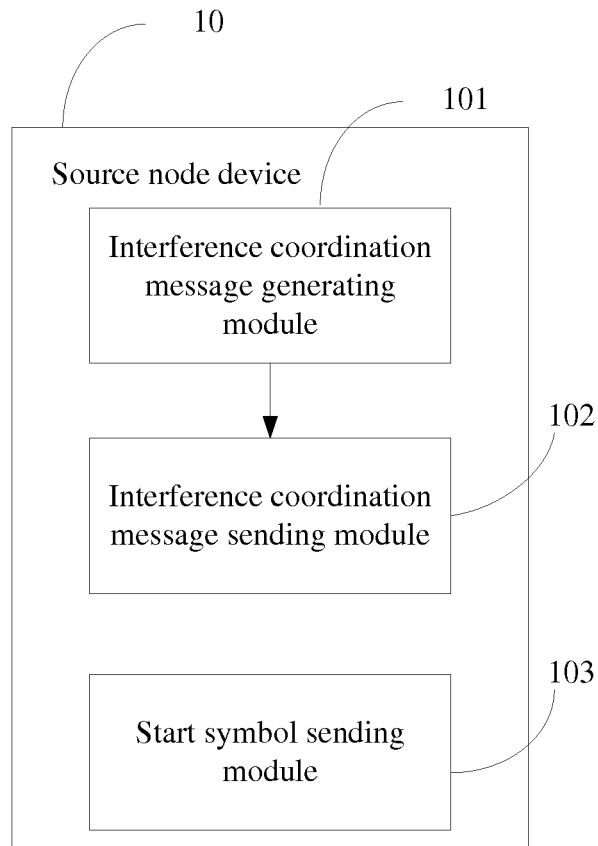 10
101
Source node device
Interference coordination
message generating
module
102
Interference coordination
message sending module
103
Start symbol sending
module